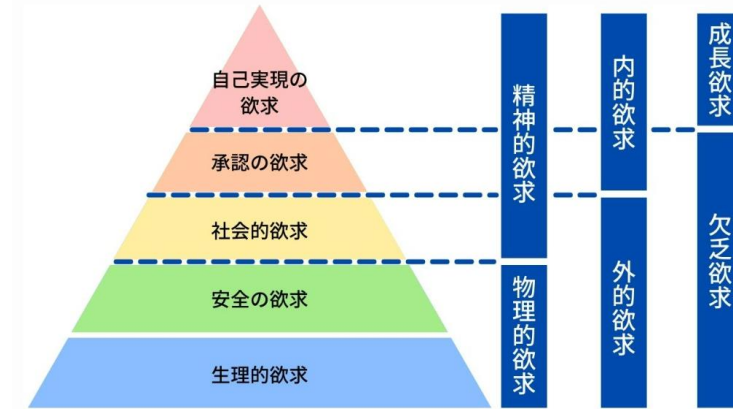 自己実現の
欲求
承認の欲求
社会的欲求
安全の欲求
生理的欲求
精神的欲求
物理的欲求
内的欲求
外的欲求
成長欲求
欠乏欲求